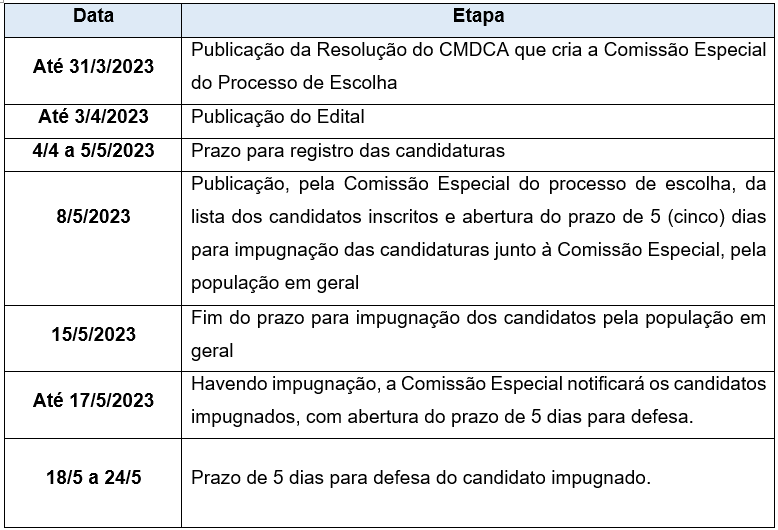 Data Etapa
Até 31/3/2023 Publicação da Resolução do CMDCA que cria a Comissão Especial
do Processo de Escolha
Até 3/4/2023 Publicação do Edital
4/4 a 5/5/2023 Prazo para registro das candidaturas
Publicação, pela Comissão Especial do processo de escolha, da
8/5/2023 lista dos candidatos inscritos e abertura do prazo de 5 (cinco) dias
para impugnação das candidaturas junto à Comissão Especial, pela
população em geral
15/5/2023 Fim do prazo para impugnação dos candidatos pela população em
geral
Até 17/5/2023 Havendo impugnação, a Comissão Especial notificará os candidatos
impugnados, com abertura do prazo de 5 dias para defesa.
18/5 a 24/5 Prazo de 5 dias para defesa do candidato impugnado.